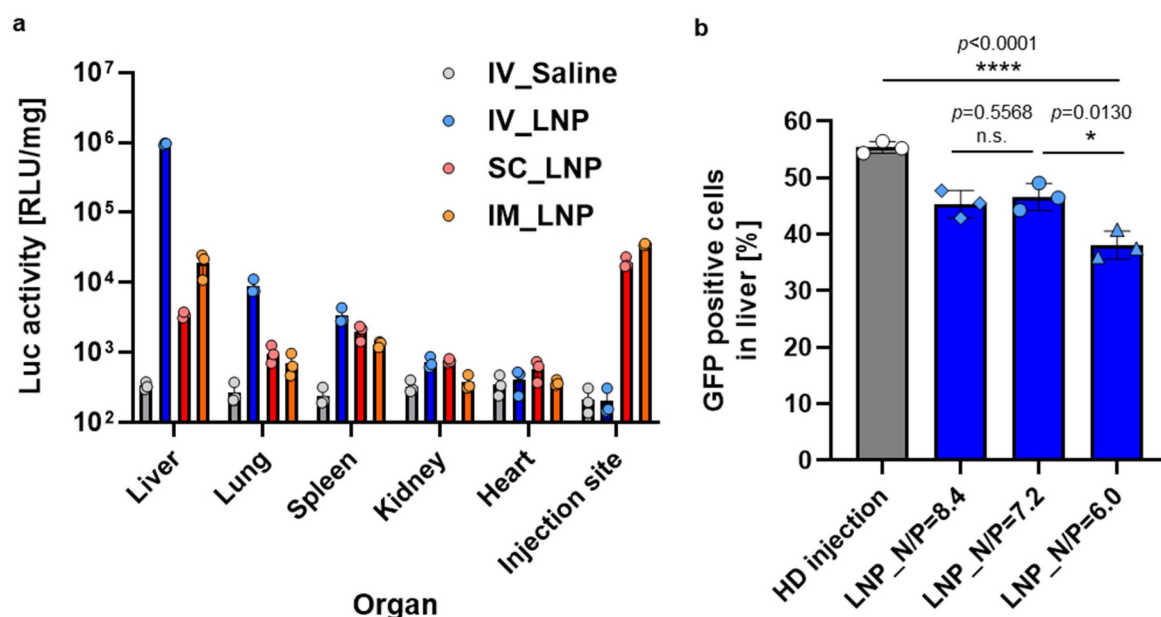 a
Luc activity [RLU/mg]
10⁷
10⁶
10⁵
10⁴
10³
10²
IV_Saline
IV_LNP
SC_LNP
IM_LNP
Liver
Lung
Spleen
Kidney
Heart
Injection site
Organ
b
p<0.0001
****
p=0.5568
n.s.
p=0.0130
*
GFP positive cells
in liver [%]
60
50
40
30
20
10
0
HD injection
LNP_N/P=8.4
LNP_N/P=7.2
LNP_N/P=6.0